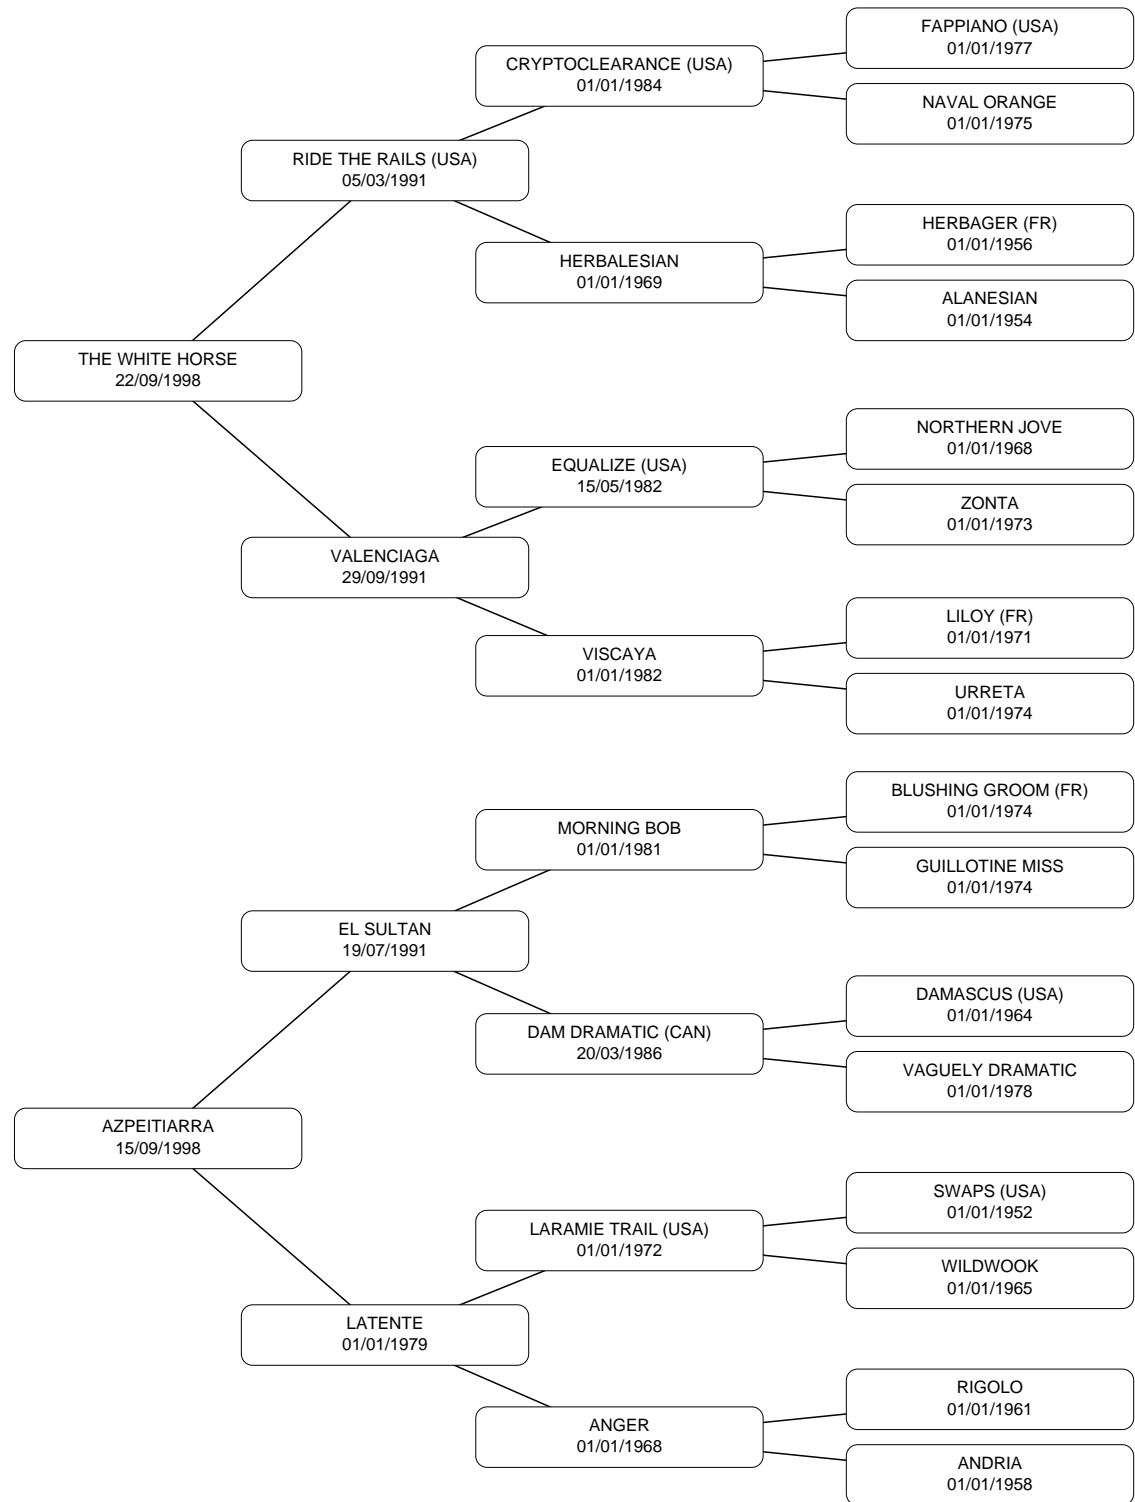 FAPPIANO (USA)
01/01/1977
CRYPTOCLEARANCE (USA)
01/01/1984
NAVAL ORANGE
01/01/1975
RIDE THE RAILS (USA)
05/03/1991
HERBAGER (FR)
01/01/1956
HERBALESIAN
01/01/1969
ALANESIAN
01/01/1954
THE WHITE HORSE
22/09/1998
NORTHERN JOVE
01/01/1968
EQUALIZE (USA)
15/05/1982
ZONTA
01/01/1973
VALENCIAGA
29/09/1991
LILOY (FR)
01/01/1971
VISCAYA
01/01/1982
URRETA
01/01/1974
BLUSHING GROOM (FR)
01/01/1974
MORNING BOB
01/01/1981
GUILLOTINE MISS
01/01/1974
EL SULTAN
19/07/1991
DAMASCUS (USA)
01/01/1964
DAM DRAMATIC (CAN)
20/03/1986
VAGUELY DRAMATIC
01/01/1978
AZPEITIARRA
15/09/1998
SWAPS (USA)
01/01/1952
LARAMIE TRAIL (USA)
01/01/1972
WILDWOOK
01/01/1965
LATENTE
01/01/1979
RIGOLO
01/01/1961
ANGER
01/01/1968
ANDRIA
01/01/1958